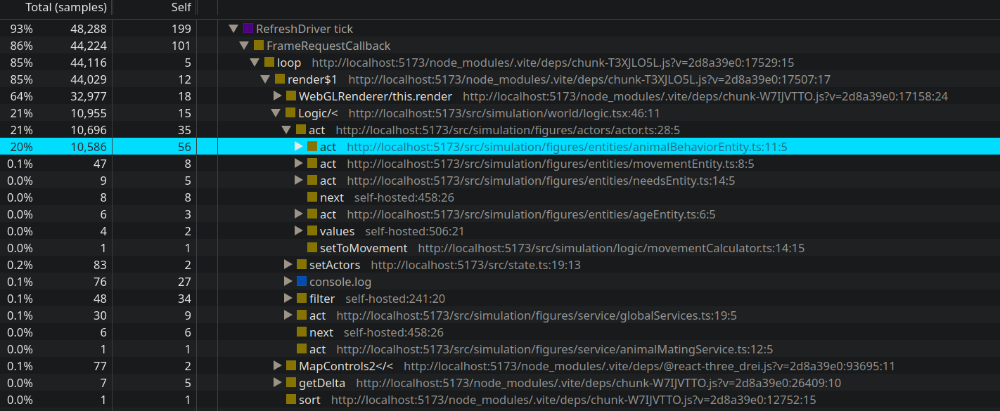 Total (samples) Self
93% 48,288 199 RefreshDriver tick
86% 44,224 101 FrameRequestCallback
85% 44,116 5 loop http://localhost:5173/node_modules/.vite/deps/chunk-T3XJLO5L.js?v=2d8a39e0:17529:15
85% 44,029 12 render$1 http://localhost:5173/node_modules/.vite/deps/chunk-T3XJLO5L.js?v=2d8a39e0:17507:17
64% 32,977 18 WebGLRenderer/this.render http://localhost:5173/node_modules/.vite/deps/chunk-W7IJVTTO.js?v=2d8a39e0:17158:24
21% 10,955 15 Logic/< http://localhost:5173/src/simulation/world/logic.tsx:46:11
21% 10,696 35 act http://localhost:5173/src/simulation/figures/actors/actor.ts:28:5
20% 10,586 56 act http://localhost:5173/src/simulation/figures/entities/animalBehaviorEntity.ts:11:5
0.1% 47 8 act http://localhost:5173/src/simulation/figures/entities/movementEntity.ts:8:5
0.0% 9 5 act http://localhost:5173/src/simulation/figures/entities/needsEntity.ts:14:5
0.0% 8 8 next self-hosted:458:26
0.0% 6 3 act http://localhost:5173/src/simulation/figures/entities/ageEntity.ts:6:5
0.0% 4 2 values self-hosted:506:21
0.0% 1 1 setToMovement http://localhost:5173/src/simulation/logic/movementCalculator.ts:14:15
0.2% 83 2 setActors http://localhost:5173/src/state.ts:19:13
0.1% 76 27 console.log
0.1% 48 34 filter self-hosted:241:20
0.1% 30 9 act http://localhost:5173/src/simulation/figures/service/globalServices.ts:19:5
0.0% 6 6 next self-hosted:458:26
0.0% 1 1 act http://localhost:5173/src/simulation/figures/service/animalMatingService.ts:12:5
0.1% 77 2 MapControls2</< http://localhost:5173/node_modules/.vite/deps/@react-three_drei.js?v=2d8a39e0:93695:11
0.0% 7 5 getDelta http://localhost:5173/node_modules/.vite/deps/chunk-W7IJVTTO.js?v=2d8a39e0:26409:10
0.0% 1 1 sort http://localhost:5173/node_modules/.vite/deps/chunk-W7IJVTTO.js?v=2d8a39e0:12752:15